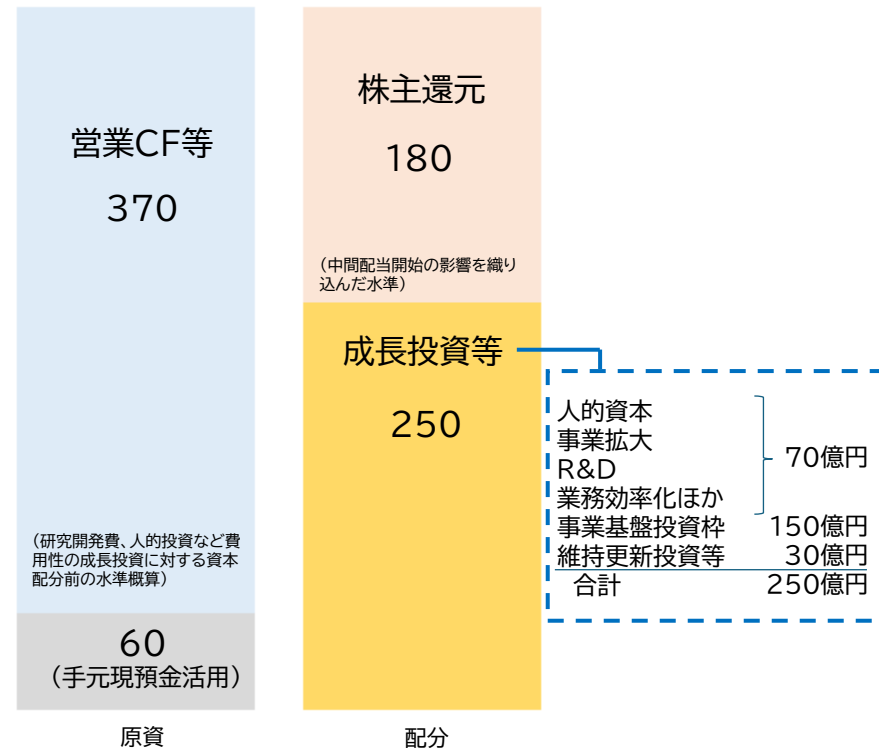 営業CF等
370
(研究開発費、人的投資など費
用性の成長投資に対する資本
配分前の水準概算)
60
(手元現預金活用)
原資
株主還元
180
(中間配当開始の影響を織り
込んだ水準)
成長投資等
250
配分
人的資本
事業拡大
R&D
業務効率化ほか
70億円
事業基盤投資枠 150億円
維持更新投資等 30億円
合計 250億円